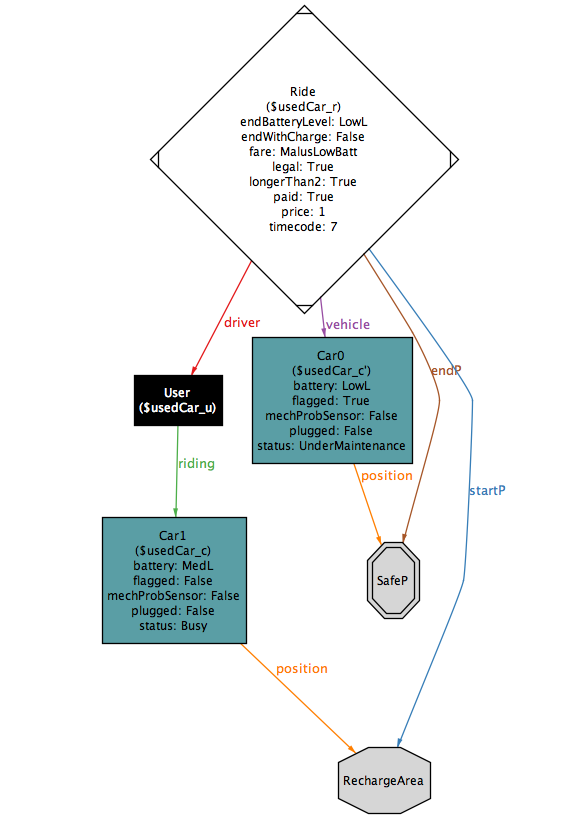 Ride
($usedCar_r)
endBatteryLevel: LowL
endWithCharge: False
fare: MalusLowBatt
legal: True
longerThan2: True
paid: True
price: 1
timecode: 7
driver
vehicle
Car0
($usedCar_c')
battery: LowL
flagged: True
mechProbSensor: False
plugged: False
status: UnderMaintenance
endP
User
($usedCar_u)
riding
position
startP
Car1
($usedCar_c)
battery: MedL
flagged: False
mechProbSensor: False
plugged: False
status: Busy
SafeP
position
RechargeArea